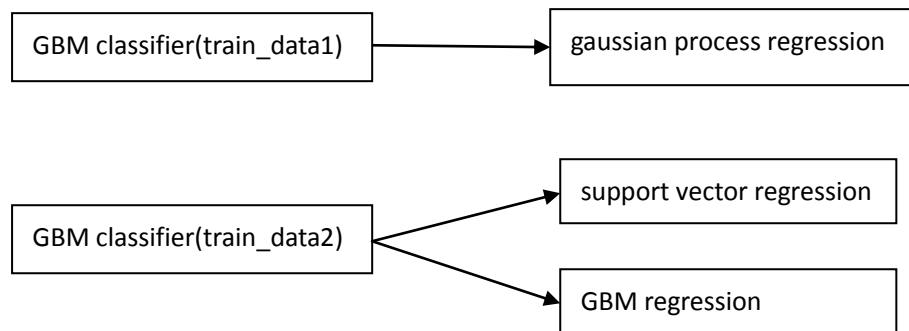 GBM classifier(train_data1)
gaussian process regression
support vector regression
GBM classifier(train_data2)
GBM regression